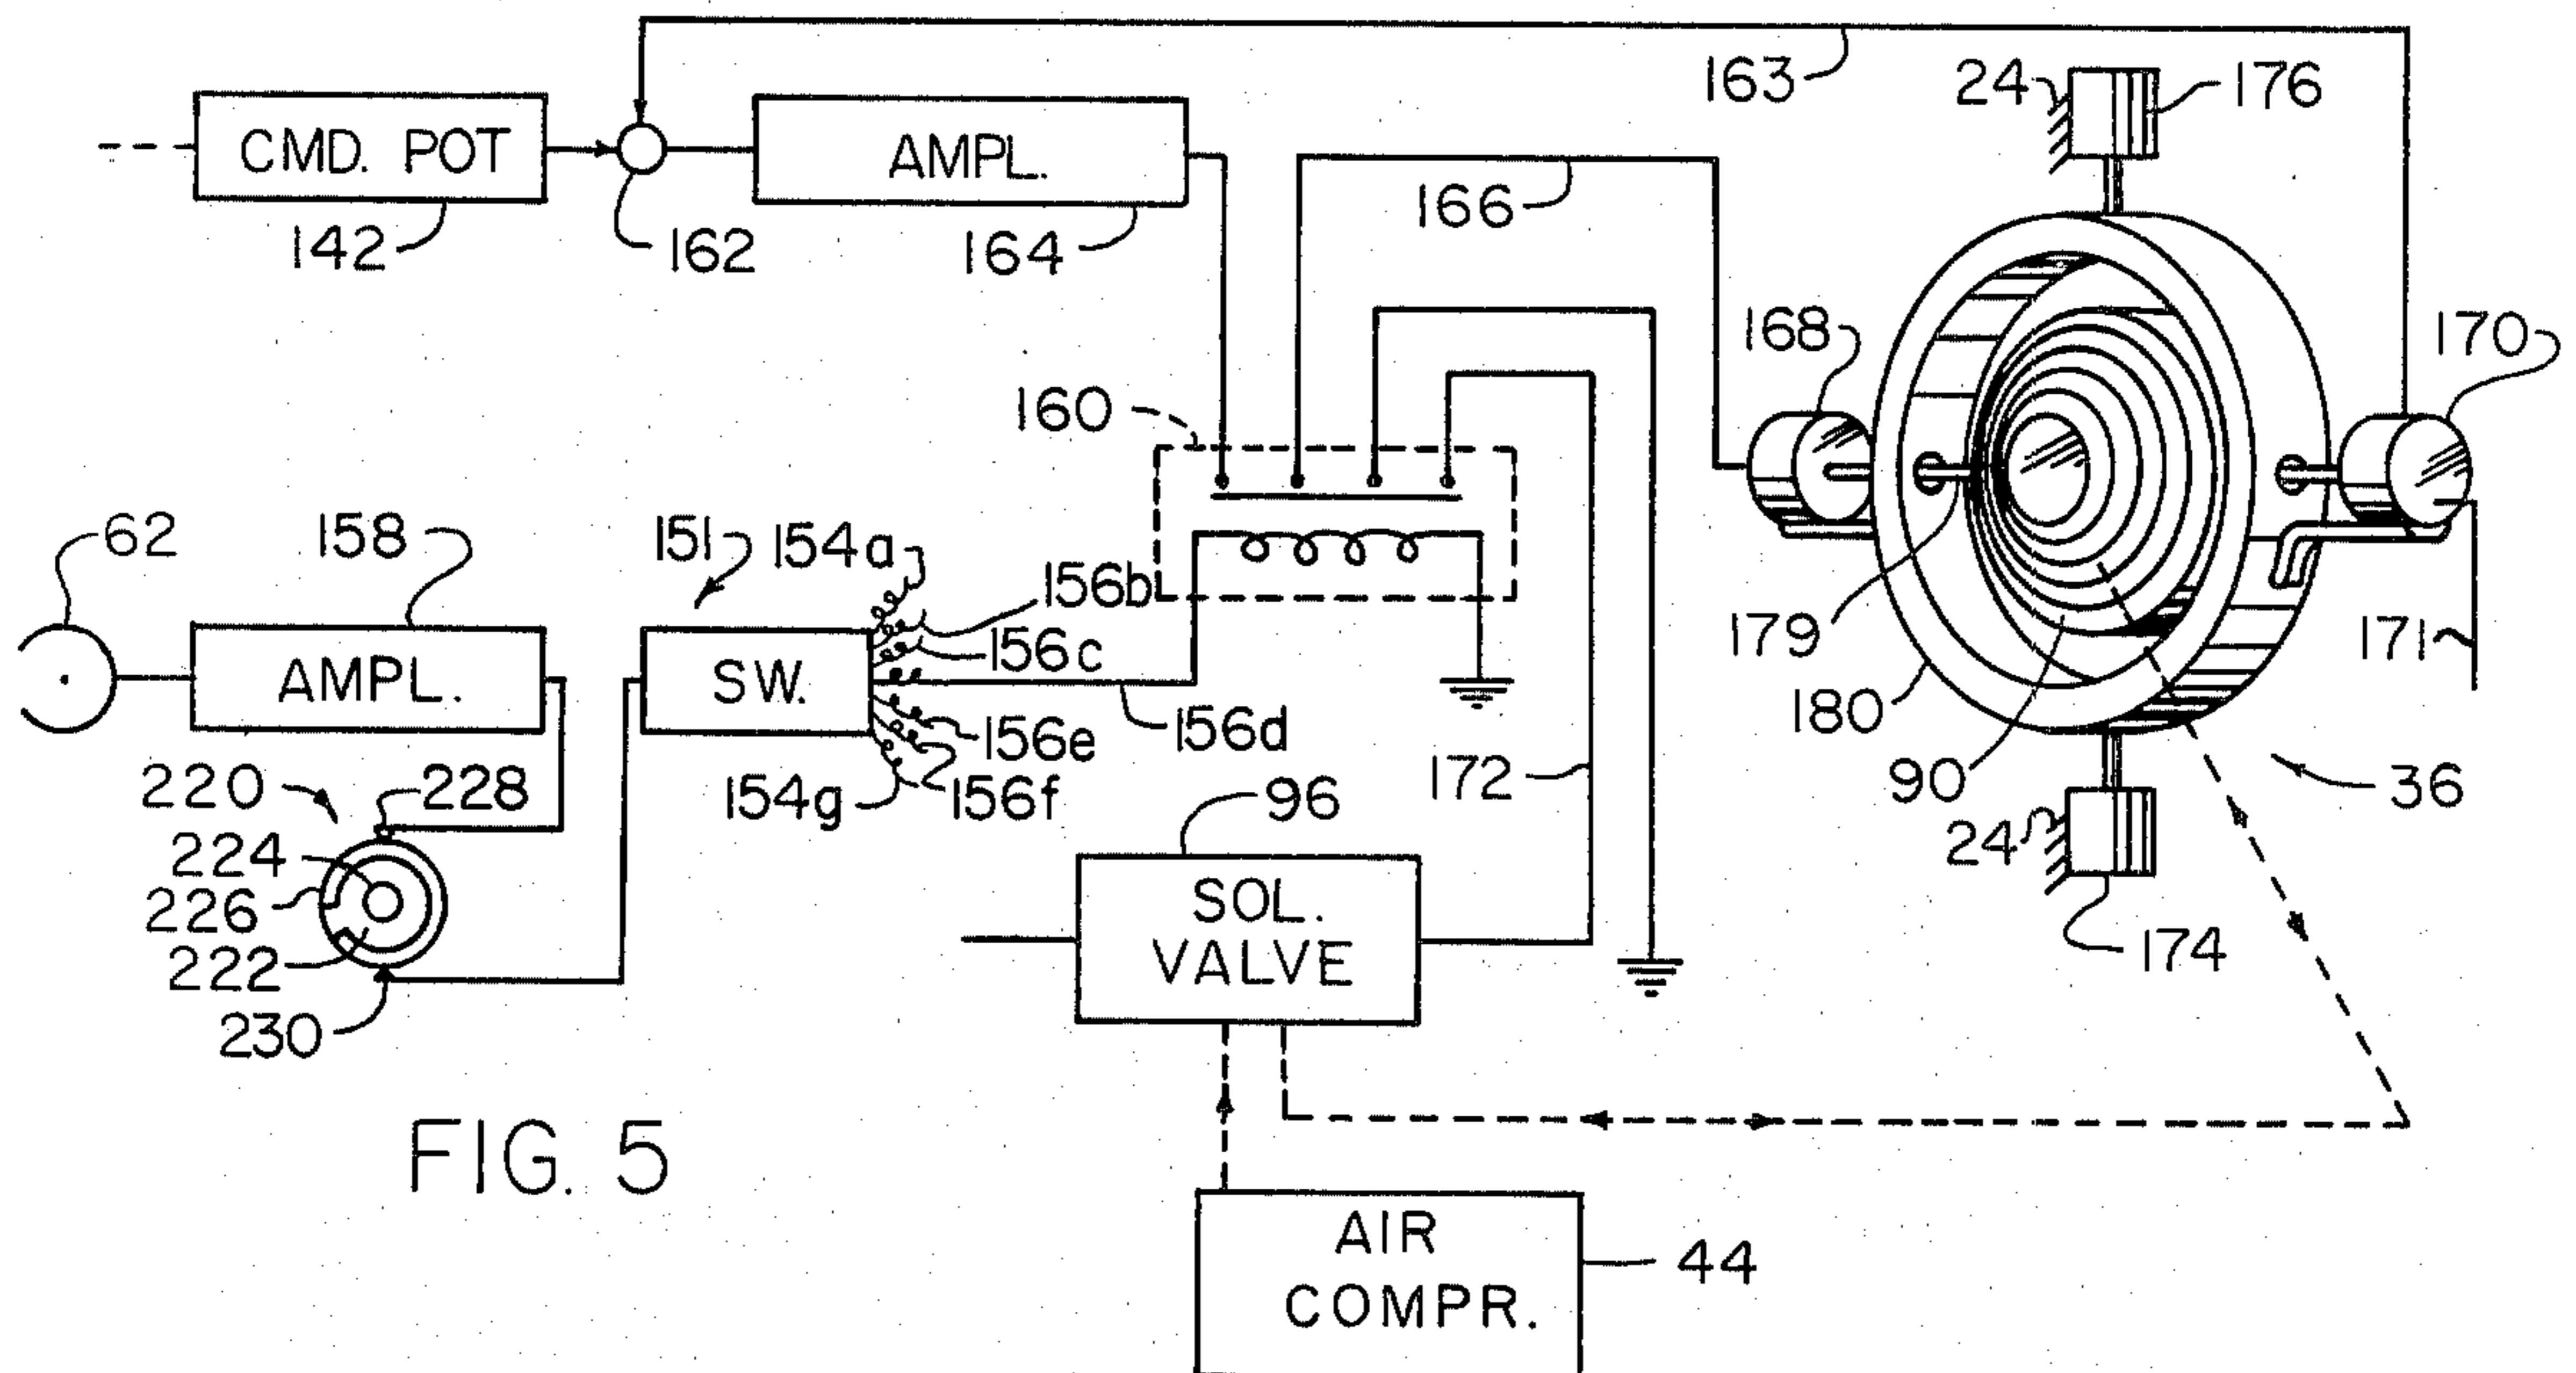 163
24
176
CMD. POT
AMPL.
142
162
164
166
168
170
160
62
158
151
154a
156b
156c
AMPL.
SW.
179
171
156e
156d
180
154g
156f
172
90
36
220
228
96
24
224
226
SOL.
VALVE
222
174
230
FIG. 5
AIR
COMPR.
44